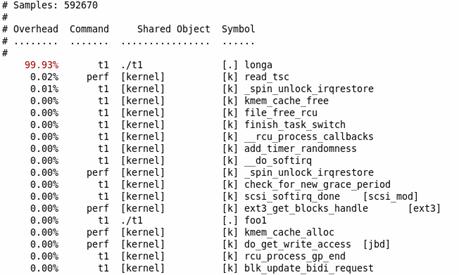 # Samples: 592670
#
# Overhead  Command     Shared Object  Symbol
# ........  .......  ................  ......
#
    99.93%       t1  ./t1              [.] longa
     0.02%     perf  [kernel]          [k] read_tsc
     0.01%       t1  [kernel]          [k] _spin_unlock_irqrestore
     0.00%       t1  [kernel]          [k] kmem_cache_free
     0.00%       t1  [kernel]          [k] file_free_rcu
     0.00%       t1  [kernel]          [k] finish_task_switch
     0.00%       t1  [kernel]          [k] __rcu_process_callbacks
     0.00%       t1  [kernel]          [k] add_timer_randomness
     0.00%       t1  [kernel]          [k] __do_softirq
     0.00%     perf  [kernel]          [k] _spin_unlock_irqrestore
     0.00%       t1  [kernel]          [k] check_for_new_grace_period
     0.00%       t1  [kernel]          [k] scsi_softirq_done    [scsi_mod]
     0.00%     perf  [kernel]          [k] ext3_get_blocks_handle       [ext3]
     0.00%       t1  ./t1              [.] foo1
     0.00%     perf  [kernel]          [k] kmem_cache_alloc
     0.00%     perf  [kernel]          [k] do_get_write_access  [jbd]
     0.00%       t1  [kernel]          [k] rcu_process_gp_end
     0.00%       t1  [kernel]          [k] blk_update_bidi_request